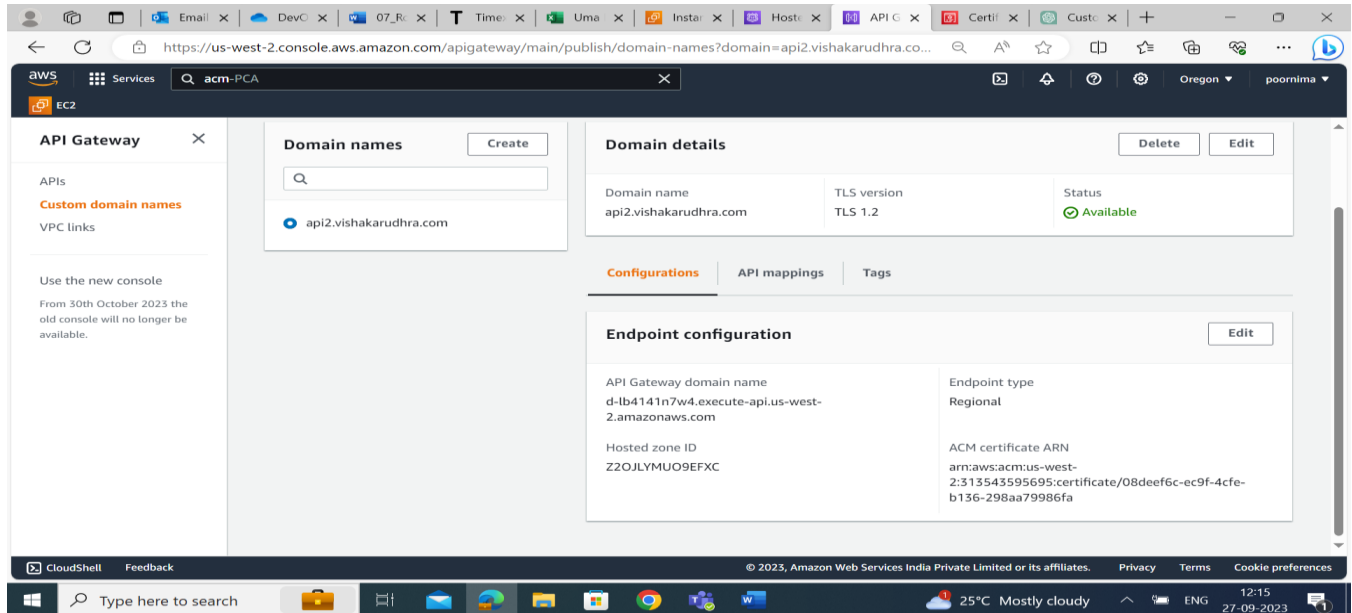 Email
DevO
07_Ro
Time:
Uma
Instar
Hoste
API G
Certif
Custo
https://us-west-2.console.aws.amazon.com/apigateway/main/publish/domain-names?domain=api2.vishakarudhra.co...
aws
Services
acm-PCA
Oregon
poornima
EC2
API Gateway
APIs
Custom domain names
VPC links
Use the new console
From 30th October 2023 the
old console will no longer be
available.
Domain names
Create
api2.vishakarudhra.com
Domain details
Delete
Edit
Domain name
api2.vishakarudhra.com
TLS version
TLS 1.2
Status
Available
Configurations
API mappings
Tags
Endpoint configuration
Edit
API Gateway domain name
d-lb4141n7w4.execute-api.us-west-
2.amazonaws.com
Endpoint type
Regional
Hosted zone ID
Z2OJLYMUO9EFXC
ACM certificate ARN
arn:aws:acm:us-west-
2:313543595695:certificate/08deef6c-ec9f-4cfe-
b136-298aa79986fa
CloudShell
Feedback
© 2023, Amazon Web Services India Private Limited or its affiliates.
Privacy
Terms
Cookie preferences
Type here to search
25°C Mostly cloudy
ENG
12:15
27-09-2023